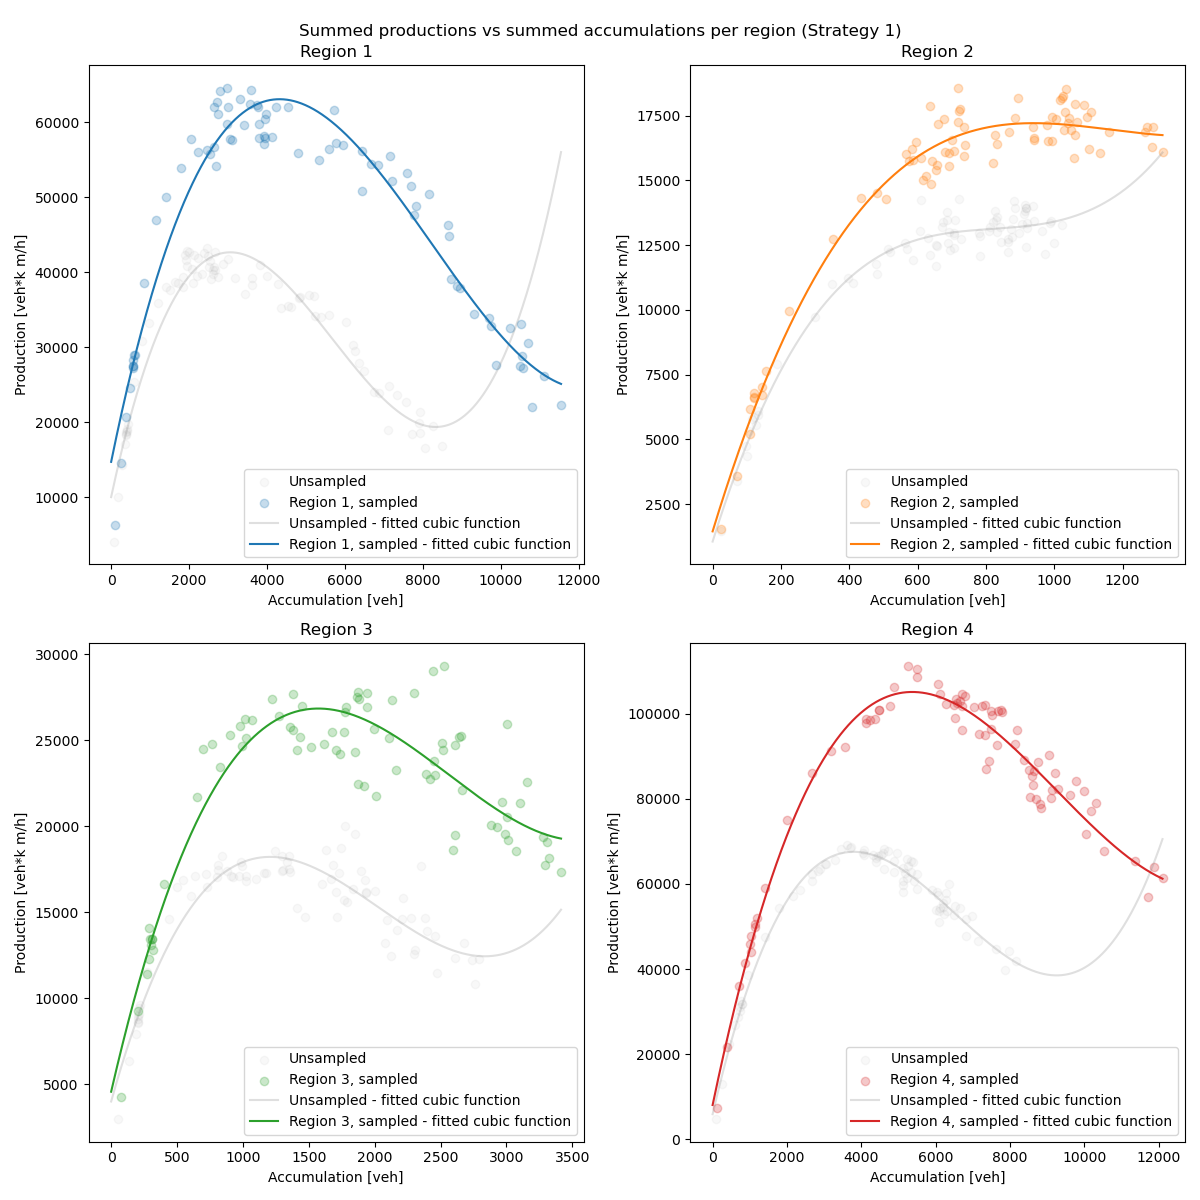 Summed productions vs summed accumulations per region (Strategy 1)
Region 1
60000
50000
40000
30000
20000
10000
Production [veh*k m/h]
0 2000 4000 6000 8000 10000 12000
Accumulation [veh]
Unsampled
Region 1, sampled
Unsampled - fitted cubic function
Region 1, sampled - fitted cubic function
Region 2
17500
15000
12500
10000
7500
5000
2500
Production [veh*k m/h]
0 200 400 600 800 1000 1200
Accumulation [veh]
Unsampled
Region 2, sampled
Unsampled - fitted cubic function
Region 2, sampled - fitted cubic function
Region 3
30000
25000
20000
15000
10000
5000
Production [veh*k m/h]
0 500 1000 1500 2000 2500 3000 3500
Accumulation [veh]
Unsampled
Region 3, sampled
Unsampled - fitted cubic function
Region 3, sampled - fitted cubic function
Region 4
100000
80000
60000
40000
20000
0
Production [veh*k m/h]
0 2000 4000 6000 8000 10000 12000
Accumulation [veh]
Unsampled
Region 4, sampled
Unsampled - fitted cubic function
Region 4, sampled - fitted cubic function